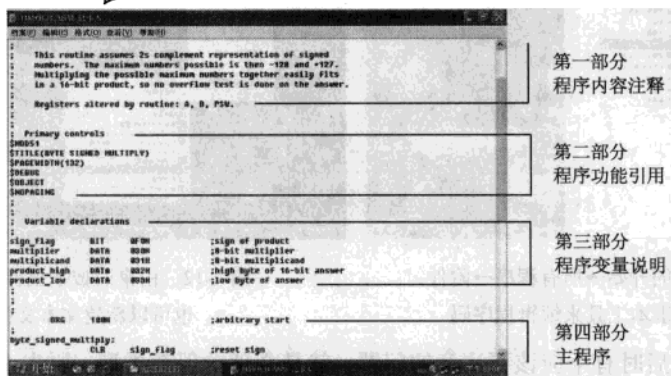 ;
;    This routine assumes 2s complement representation of signed
;    numbers.  The maximum numbers possible is then -128 and +127.
;    Multiplying the possible maximum numbers together easily fits
;    in a 16-bit product, so no overflow test is done on the answer.
;
;    Registers altered by routine: A, B, PSW.
;
;
;  Primary controls
$MOD51
$TITLE(BYTE SIGNED MULTIPLY)
$PAGEWIDTH(132)
$DEBUG
$OBJECT
$NOPAGING
;
;
;  Variable declarations
;
sign_flag BIT 0F0H ;sign of product
multiplier DATA 030H ;8-bit multiplier
multiplicand DATA 031H ;8-bit multiplicand
product_high DATA 032H ;high byte of 16-bit answer
product_low DATA ;low byte of answer
;
;
ORG 100H ;arbitrary start
;
byte_signed_multiply:
CLR sign_flag ;reset sign
第一部分
程序内容注释
第二部分
程序功能引用
第三部分
程序变量说明
第四部分
主程序